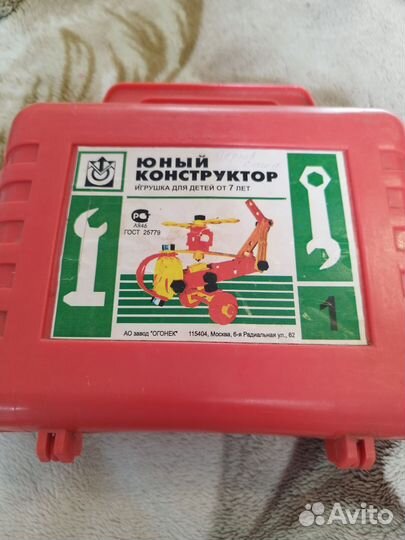 ЮНЫЙ
КОНСТРУКТОР
ИГРУШКА ДЛЯ ДЕТЕЙ ОТ 7 ЛЕТ
АЯ46
ГОСТ 25779
1
АО завод "ОГОНЕК" 115404, Москва, 6-я Радиальная ул., 62
Avito